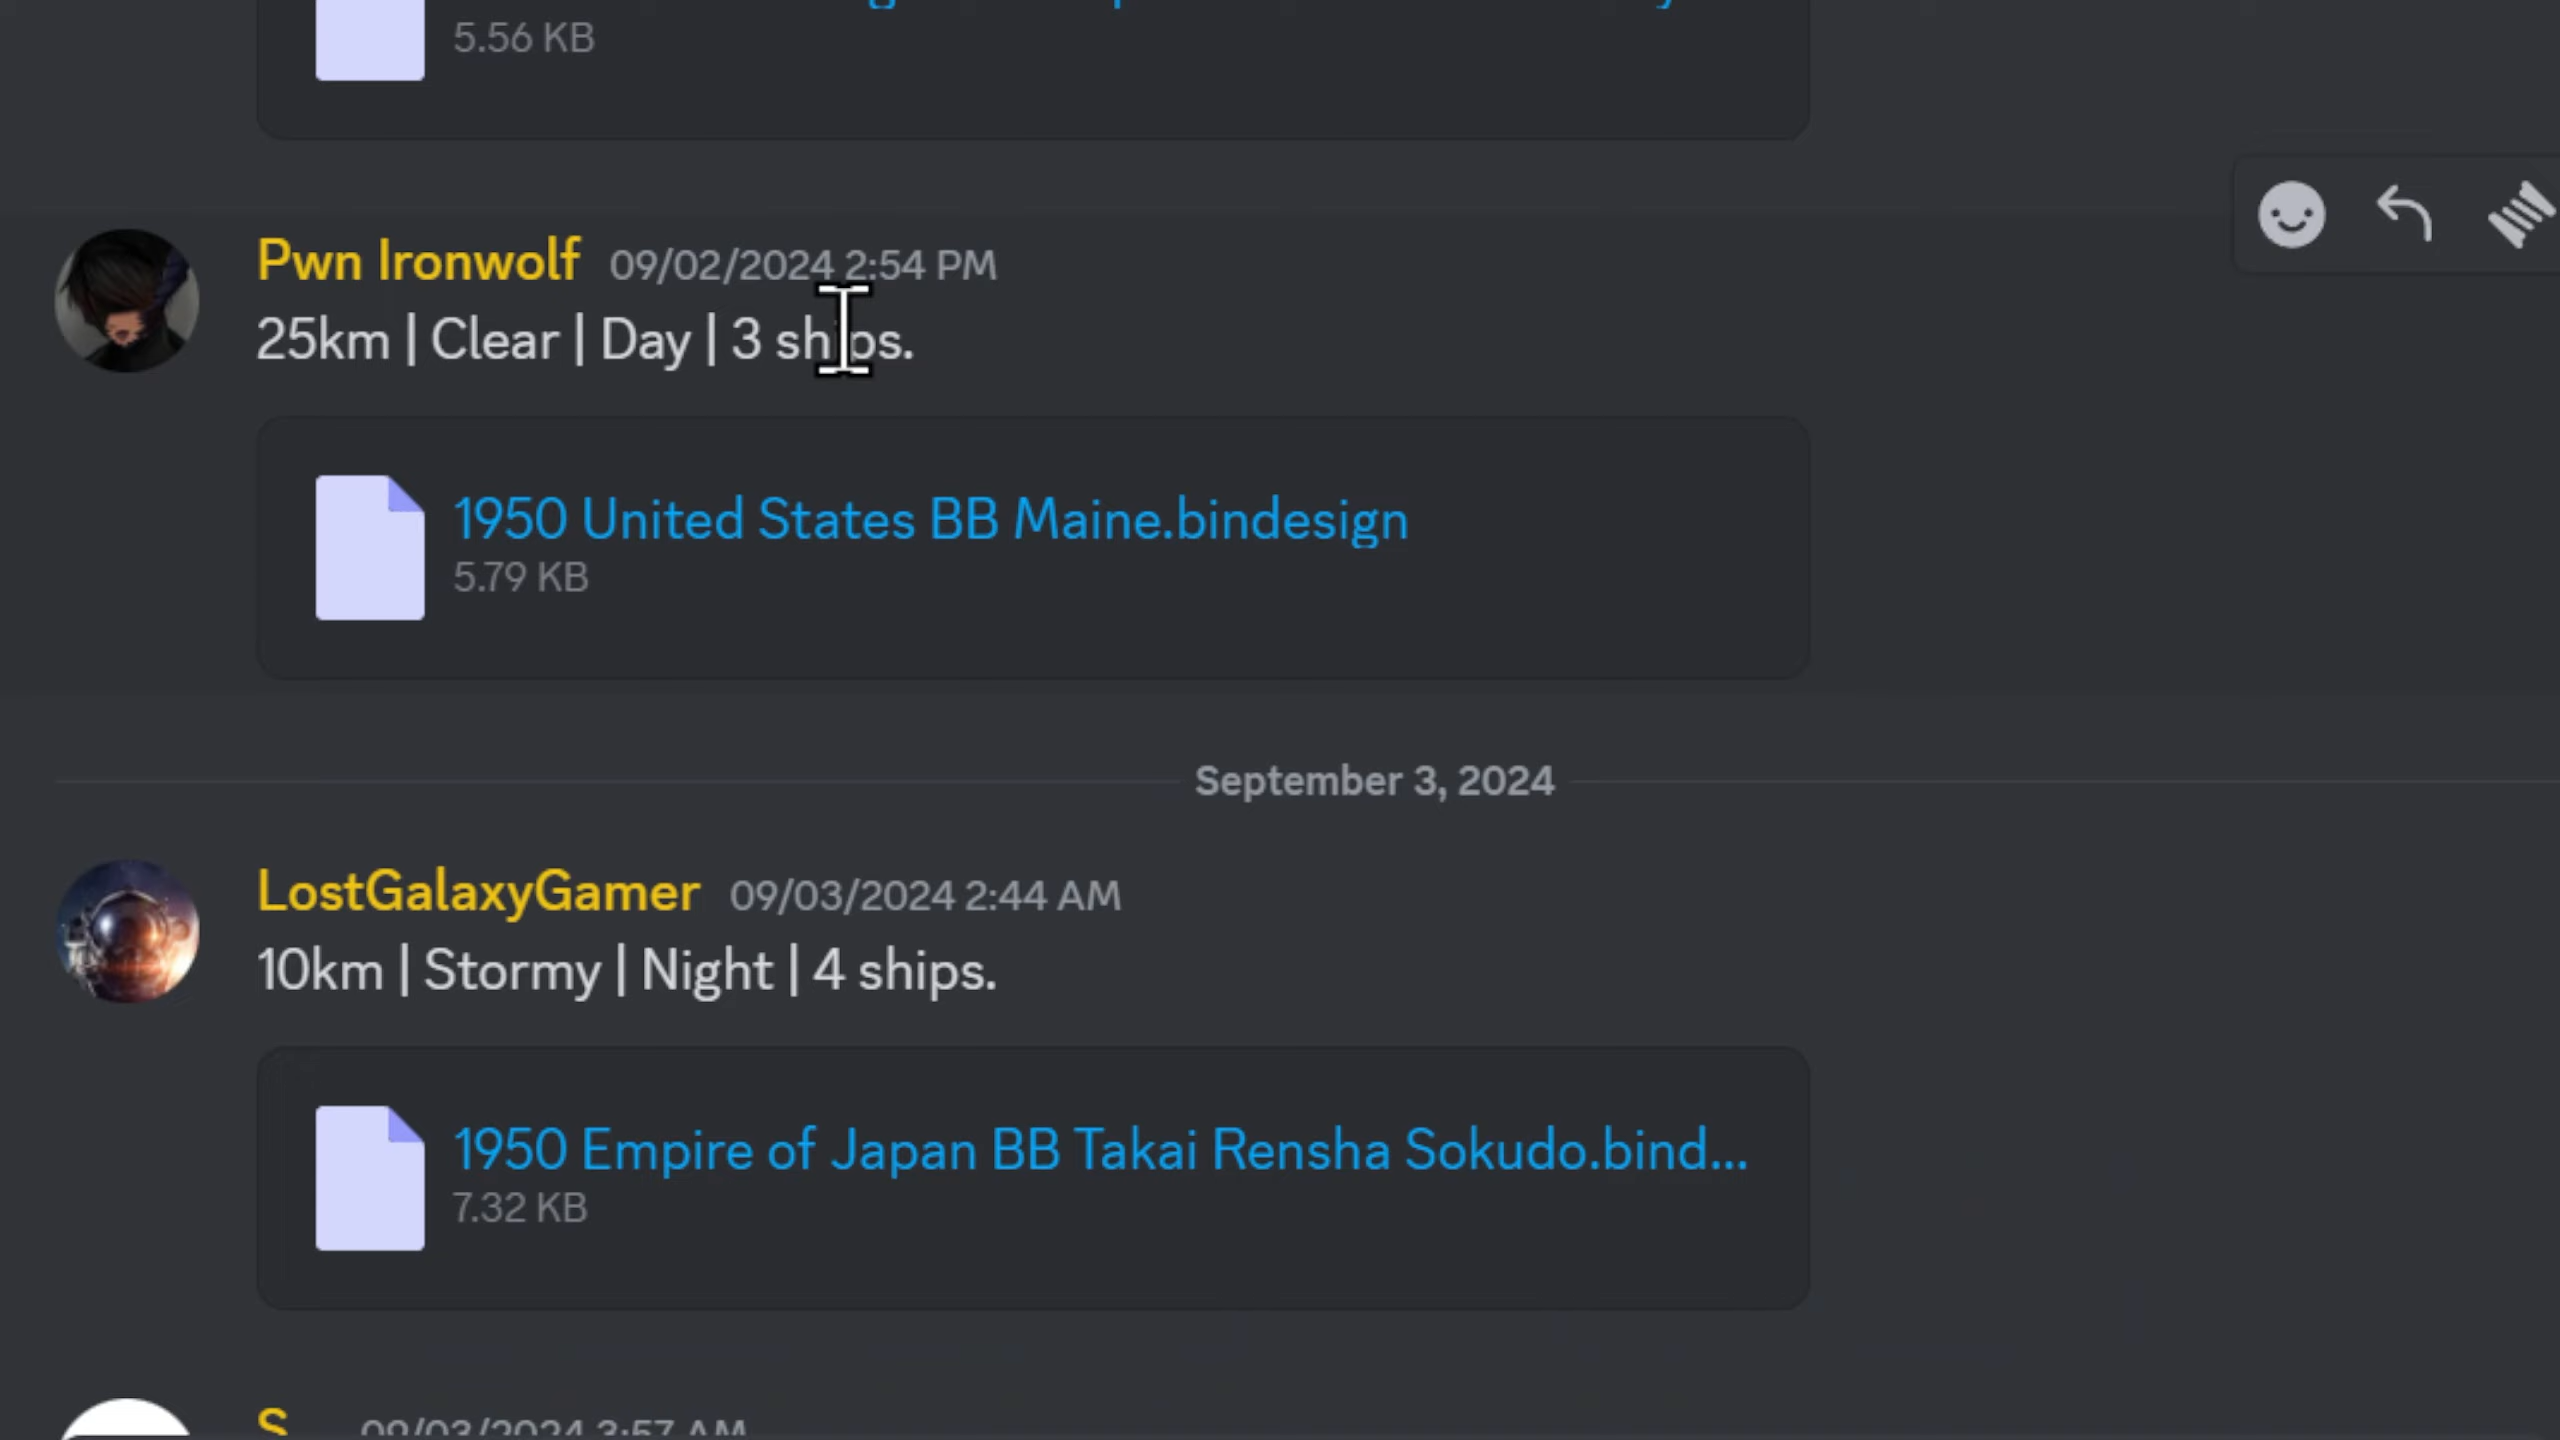 5.56 KB
Pwn Ironwolf 09/02/2024 2:54 PM
25km | Clear | Day | 3 ships.
1950 United States BB Maine.bindesign
5.79 KB
September 3, 2024
LostGalaxyGamer 09/03/2024 2:44 AM
10km | Stormy | Night | 4 ships.
1950 Empire of Japan BB Takai Rensha Sokudo.bind...
7.32 KB
S 09/03/2024 3:57 AM